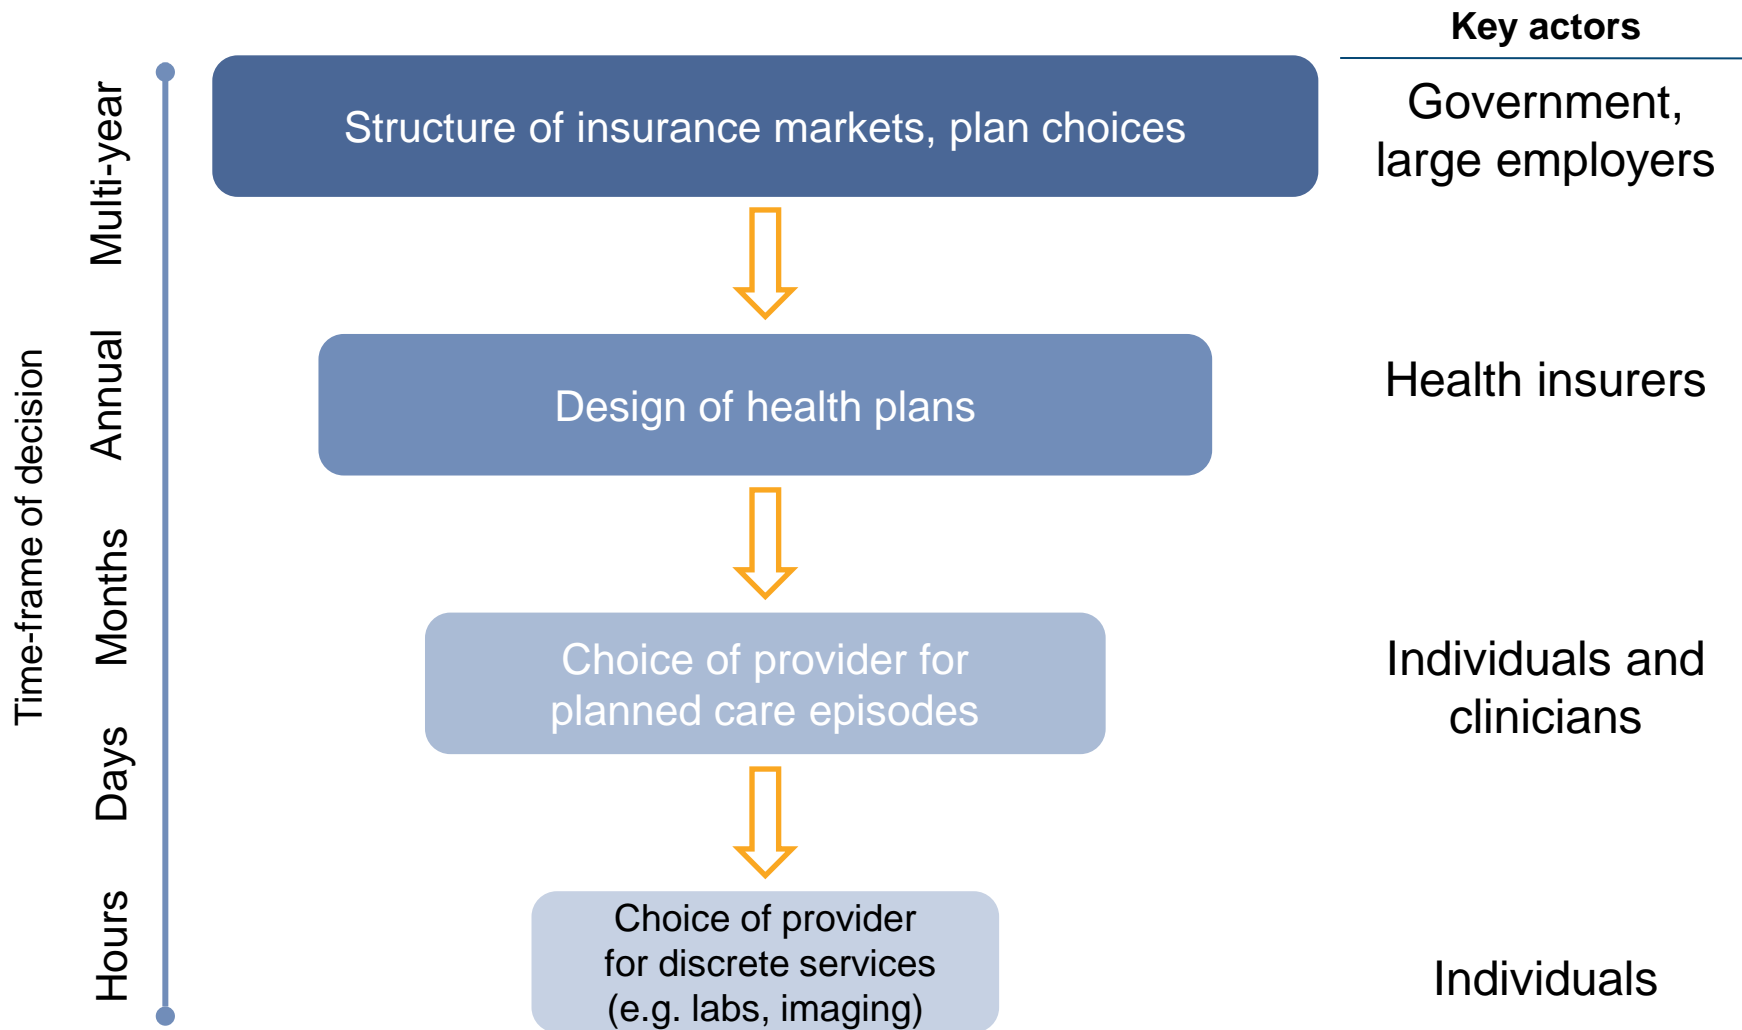 Key actors
Time-frame of decision
Multi-year
Structure of insurance markets, plan choices
Government,
large employers
Annual
Design of health plans
Health insurers
Months
Choice of provider for
planned care episodes
Individuals and
clinicians
Days
Hours
Choice of provider
for discrete services
(e.g. labs, imaging)
Individuals